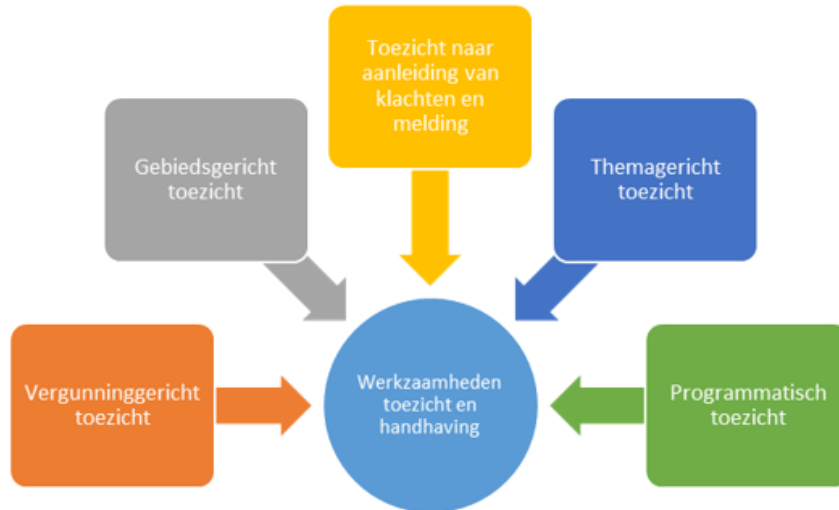 Toezicht naar
aanleiding van
klachten en
melding
Gebiedsgericht
toezicht
Themagericht
toezicht
Vergunninggericht
toezicht
Werkzaamheden
toezicht en
handhaving
Programmatisch
toezicht